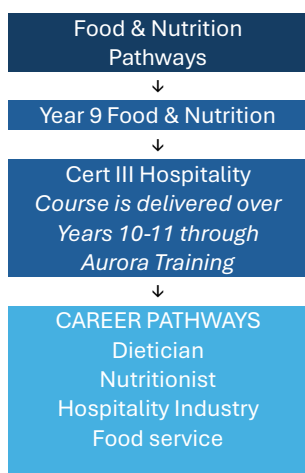 Food & Nutrition
Pathways
↓
Year 9 Food & Nutrition
↓
Cert III Hospitality
Course is delivered over
Years 10-11 through
Aurora Training
↓
CAREER PATHWAYS
Dietician
Nutritionist
Hospitality Industry
Food service